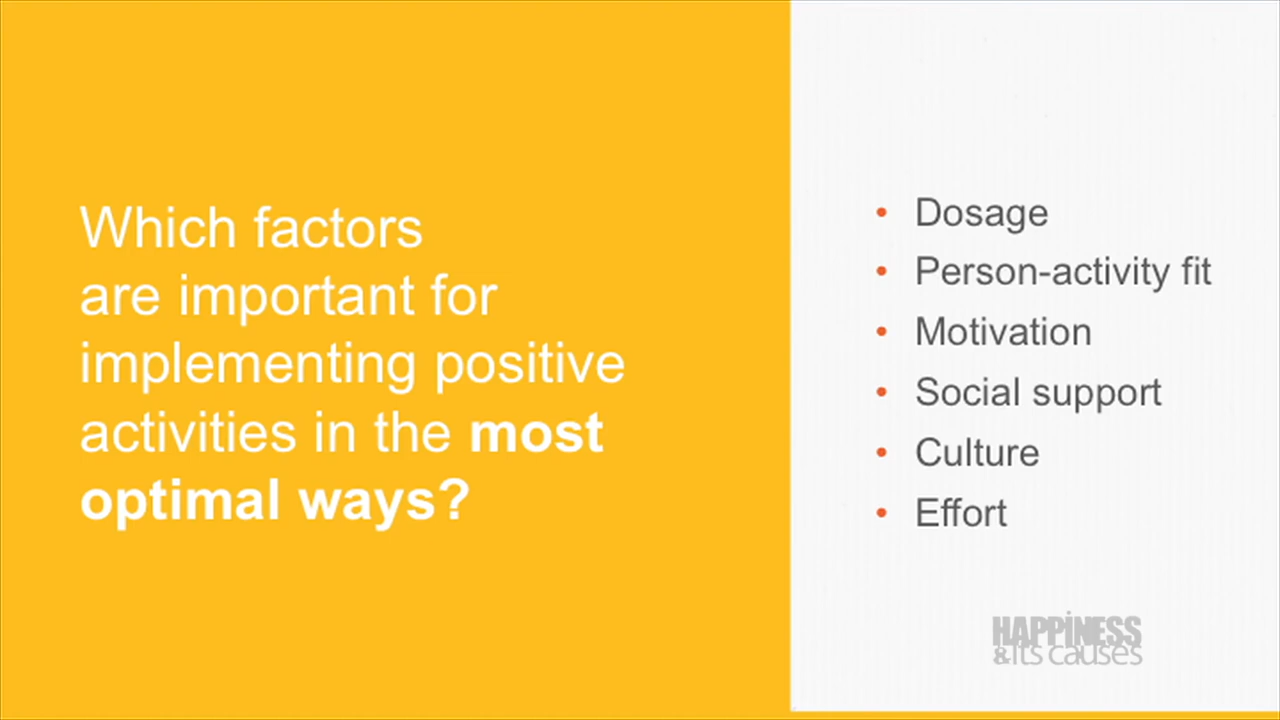 Which factors
are important for
implementing positive
activities in the most
optimal ways?
• Dosage
• Person-activity fit
• Motivation
• Social support
• Culture
• Effort
HAPPINESS
&its causes